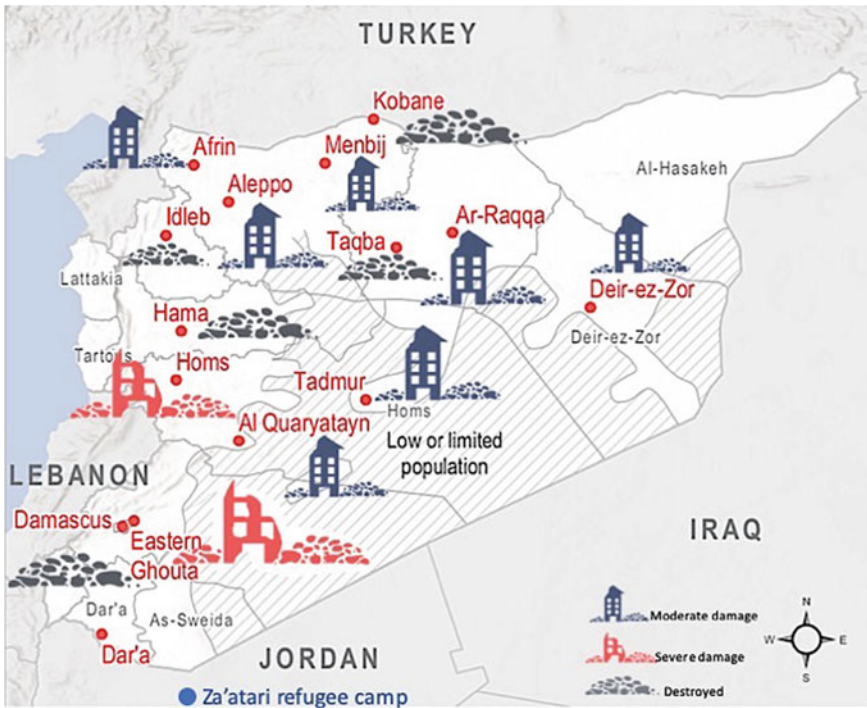 TURKEY
Kobane
Afrin
Menbij
Al-Hasakeh
Aleppo
Idleb
Ar-Raqqa
Taqba
Lattakia
Deir-ez-Zor
Hama
Deir-ez-Zor
Tartous
Homs
Tadmur
Homs
Al Quaryatayn
Low or limited
population
LEBANON
Damascus
Eastern
Ghouta
IRAQ
Dar'a
As-Sweida
Dar'a
JORDAN
Za'atari refugee camp
Moderate damage
Severe damage
Destroyed
N
W
E
S